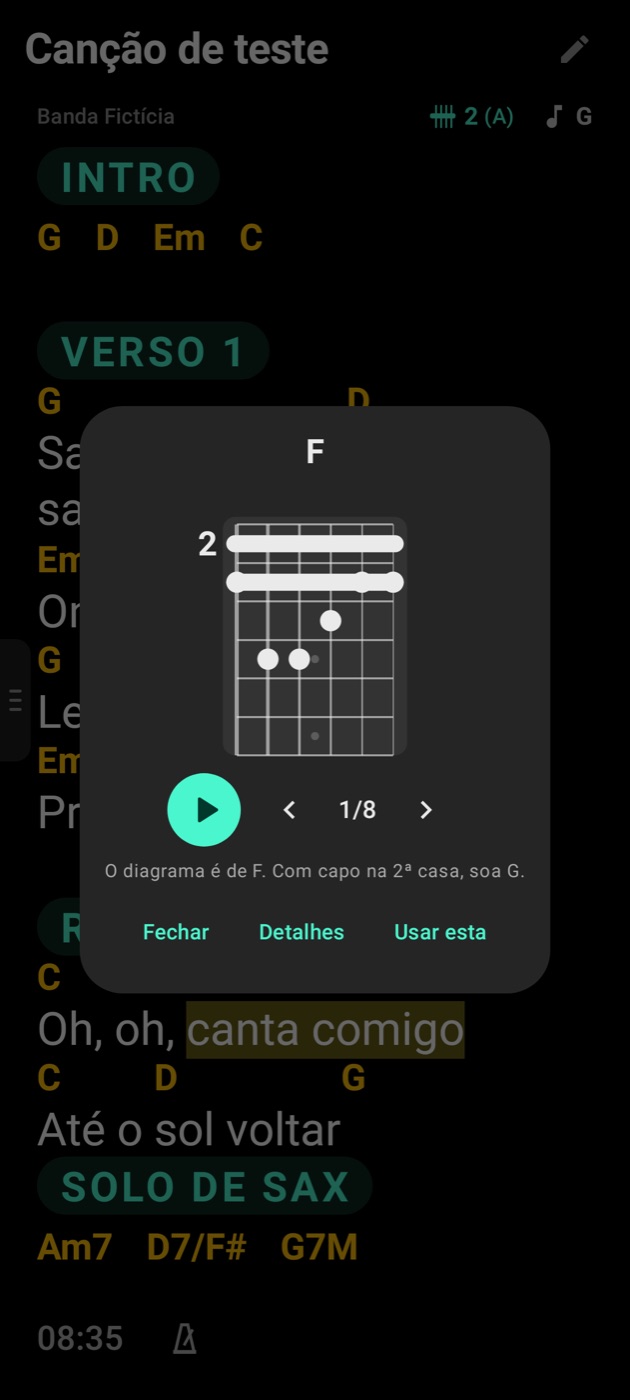 Canção de teste
Banda Fictícia 2 (A) G
INTRO
G D Em C
VERSO 1
G D
F
2
G
1/8
O diagrama é de F. Com capo na 2ª casa, soa G.
Fechar Detalhes Usar esta
C
Oh, oh, canta comigo
C D G
Até o sol voltar
SOLO DE SAX
Am7 D7/F# G7M
08:35